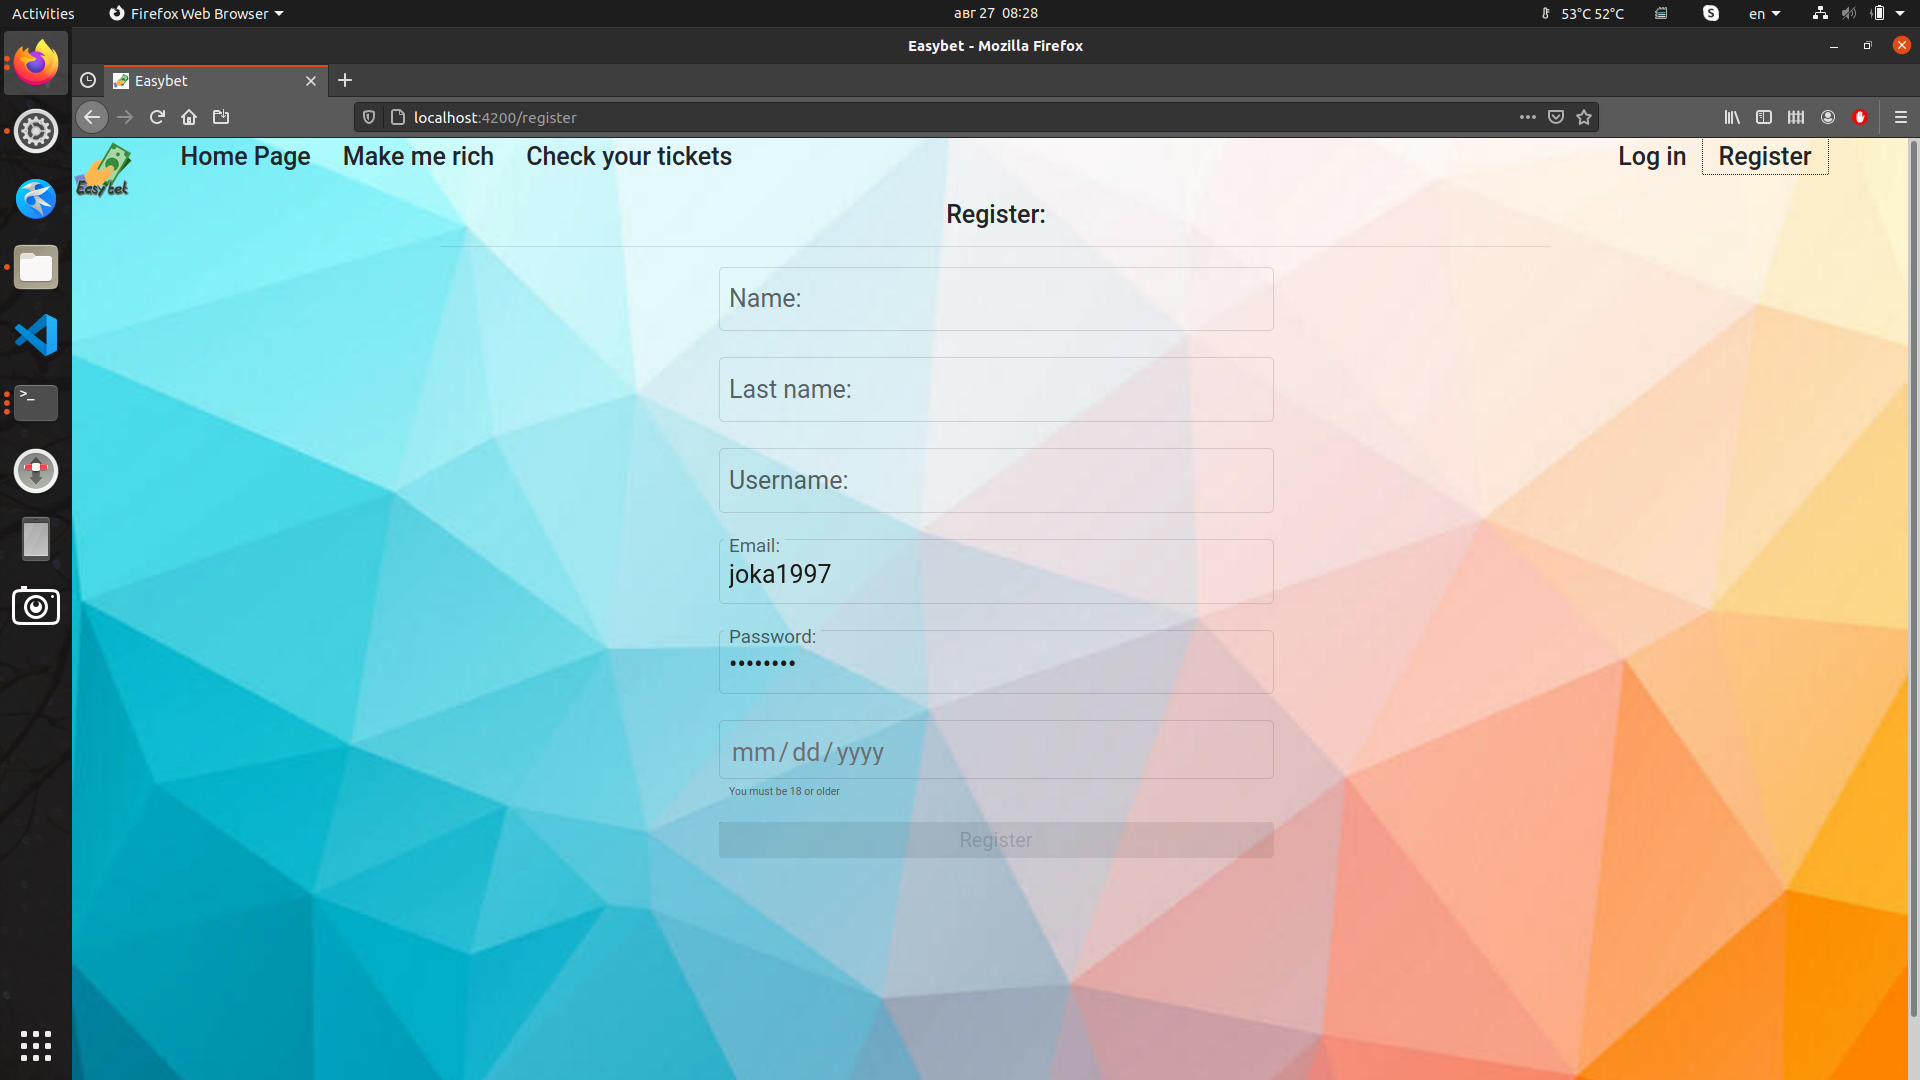 Activities Firefox Web Browser авг 27 08:28 53°C 52°C S en
Easybet - Mozilla Firefox
Easybet
localhost:4200/register
Easybet Home Page Make me rich Check your tickets Log in Register
Register:
Name:
Last name:
Username:
Email:
joka1997
Password:
••••••••
mm/dd/yyyy
You must be 18 or older
Register
>_